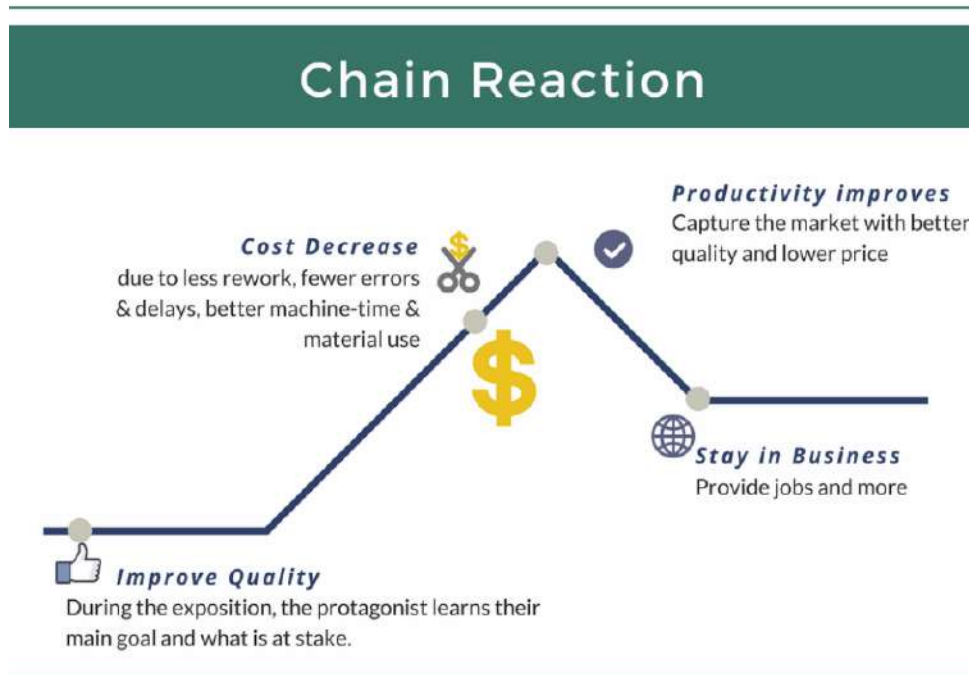 Chain Reaction
Productivity improves
Capture the market with better
quality and lower price
Cost Decrease
due to less rework, fewer errors
& delays, better machine-time &
material use
$
$
Stay in Business
Provide jobs and more
Improve Quality
During the exposition, the protagonist learns their
main goal and what is at stake.